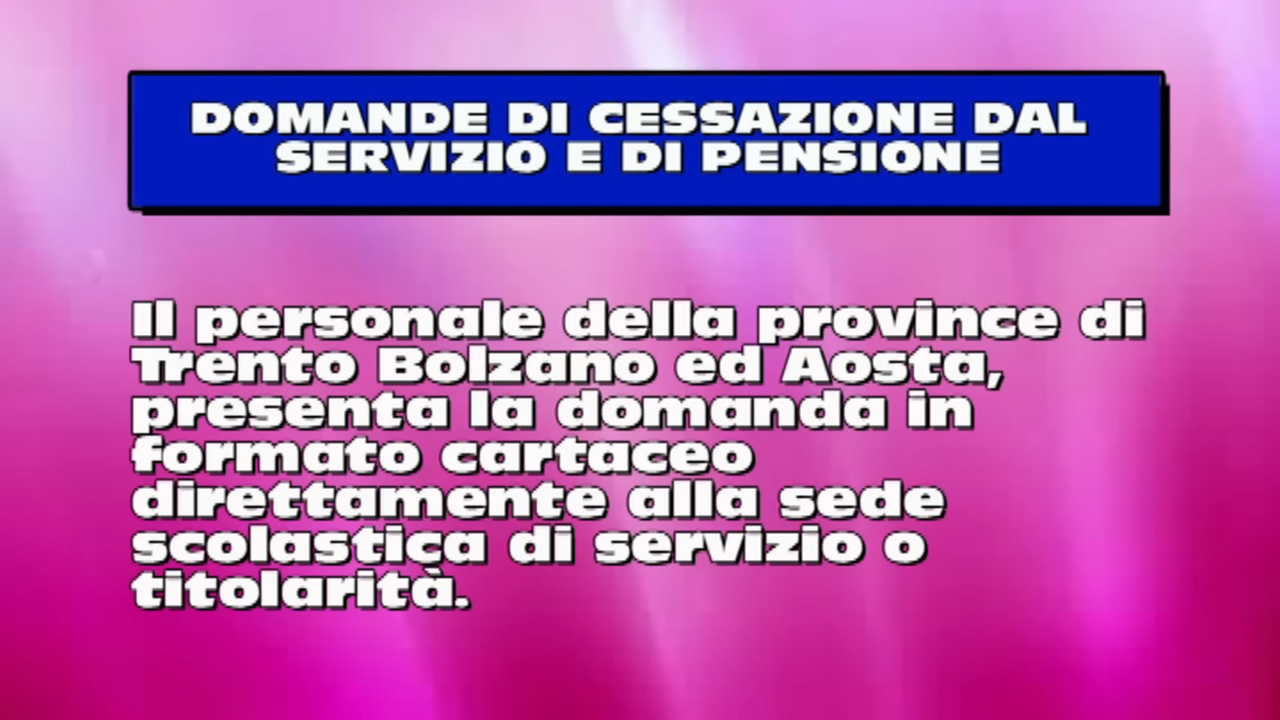 DOMANDE DI CESSAZIONE DAL
SERVIZIO E DI PENSIONE
Il personale della province di
Trento Bolzano ed Aosta,
presenta la domanda in
formato cartaceo
direttamente alla sede
scolastica di servizio o
titolarità.